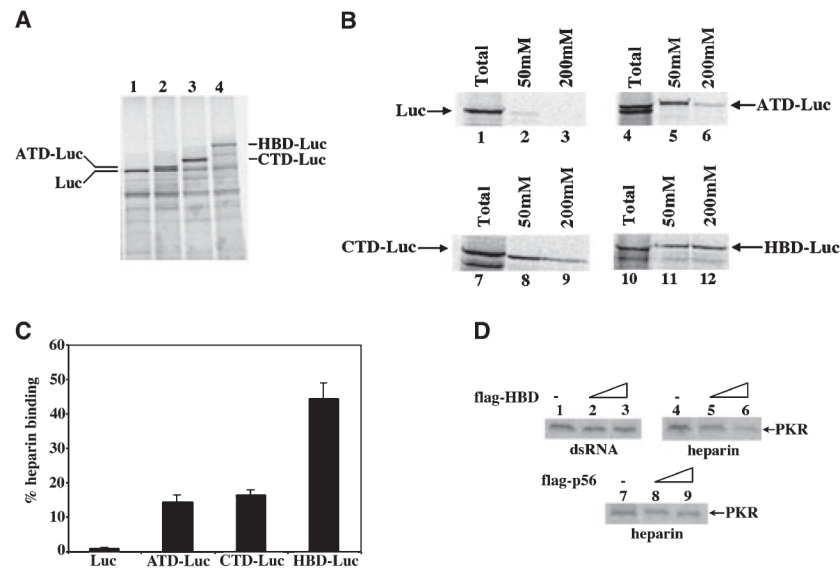 A
1 2 3 4
ATD-Luc
Luc
HBD-Luc
CTD-Luc
B
Total 50mM 200mM
Luc
1 2 3
Total 50mM 200mM
ATD-Luc
4 5 6
Total 50mM 200mM
CTD-Luc
7 8 9
Total 50mM 200mM
HBD-Luc
10 11 12
C
% heparin binding
60
50
40
30
20
10
0
Luc ATD-Luc CTD-Luc HBD-Luc
D
flag-HBD - 
1 2 3
dsRNA
-
4 5 6
PKR
heparin
flag-p56 -
7 8 9
PKR
heparin